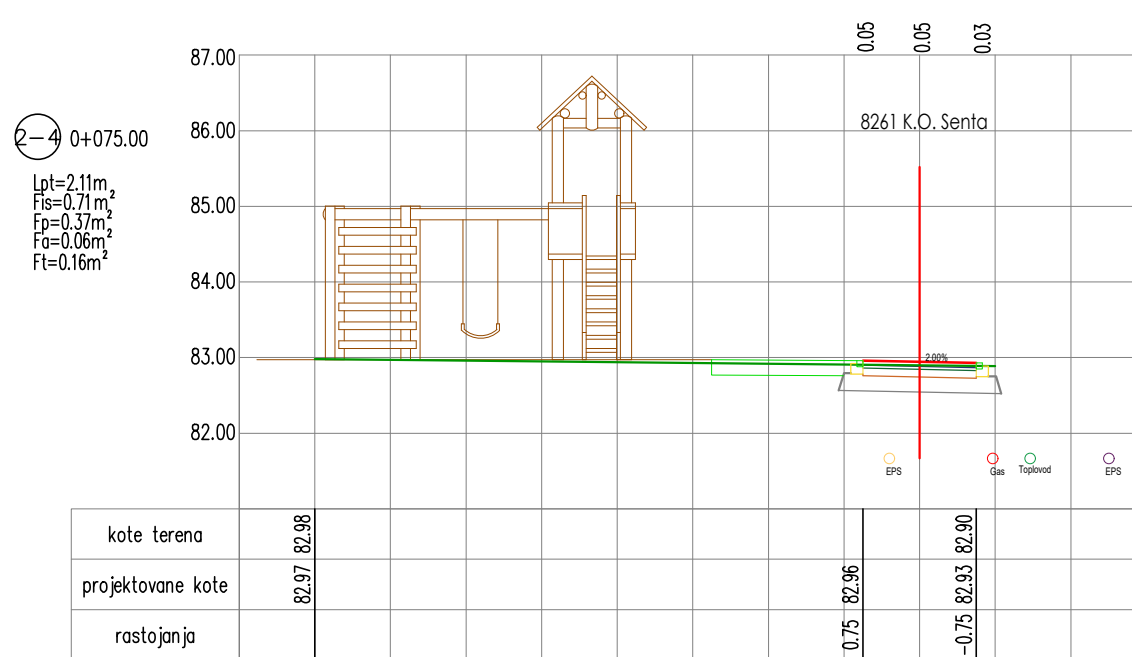 0.05 0.05 0.03
87.00
2-4 0+075.00
86.00
8261 K.O. Senta
Lpt=2.11m
Fis=0.71m²
Fp=0.37m²
Fa=0.06m²
Ft=0.16m²
85.00
84.00
83.00
2.00%
82.00
EPS Gas Toplovod EPS
kote terena 82.98 82.90
projektovane kote 82.97 82.96 82.93
rastojanja 0.75 -0.75